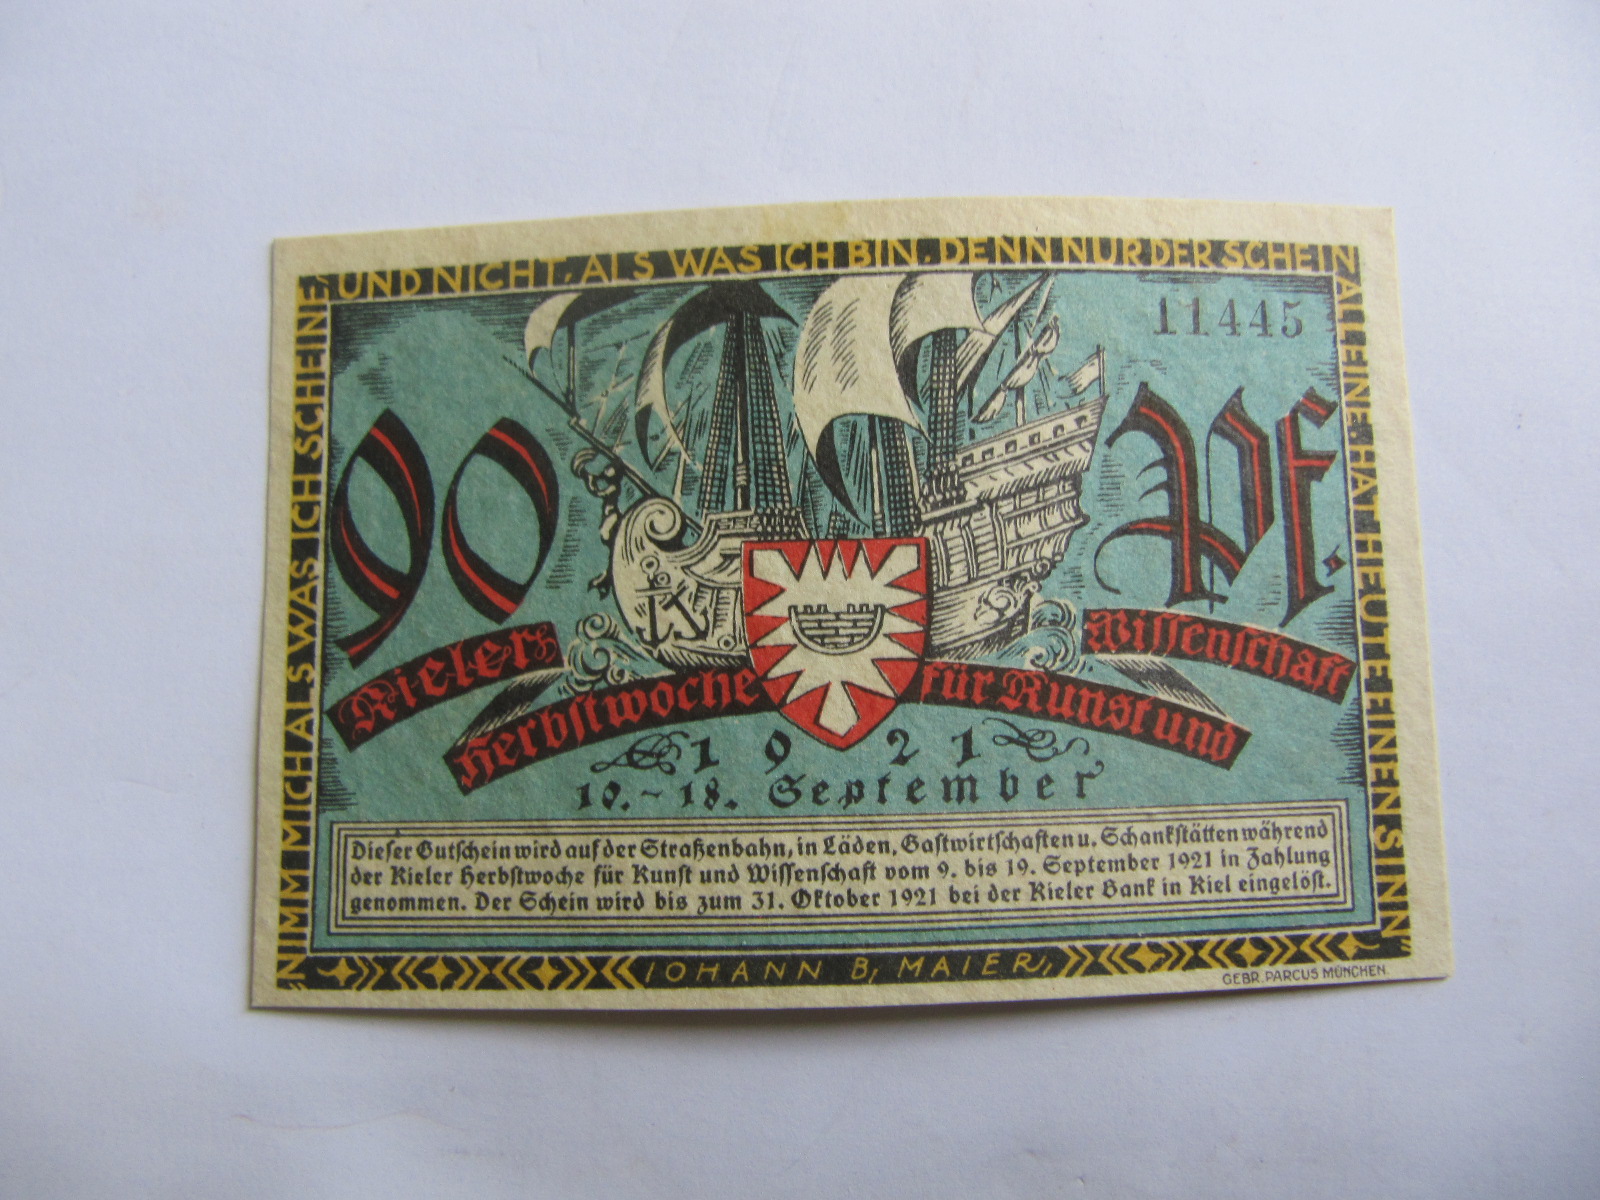 NIMM MICH ALS WAS ICH SCHEINE,
UND NICHT, ALS WAS ICH BIN. DENN NUR DER SCHEIN
ALLEINE HAT HEUTE EINEN SINN
11445
90 Pf.
Kieler
Herbstwoche für Kunst und
Wissenschaft
1921
10.-18. September
Dieser Gutschein wird auf der Straßenbahn, in Läden, Gastwirtschaften u. Schankstätten während
der Kieler Herbstwoche für Kunst und Wissenschaft vom 9. bis 19. September 1921 in Zahlung
genommen. Der Schein wird bis zum 31. Oktober 1921 bei der Kieler Bank in Kiel eingelöst.
IOHANN B, MAIER,
GEBR. PARCUS MÜNCHEN.